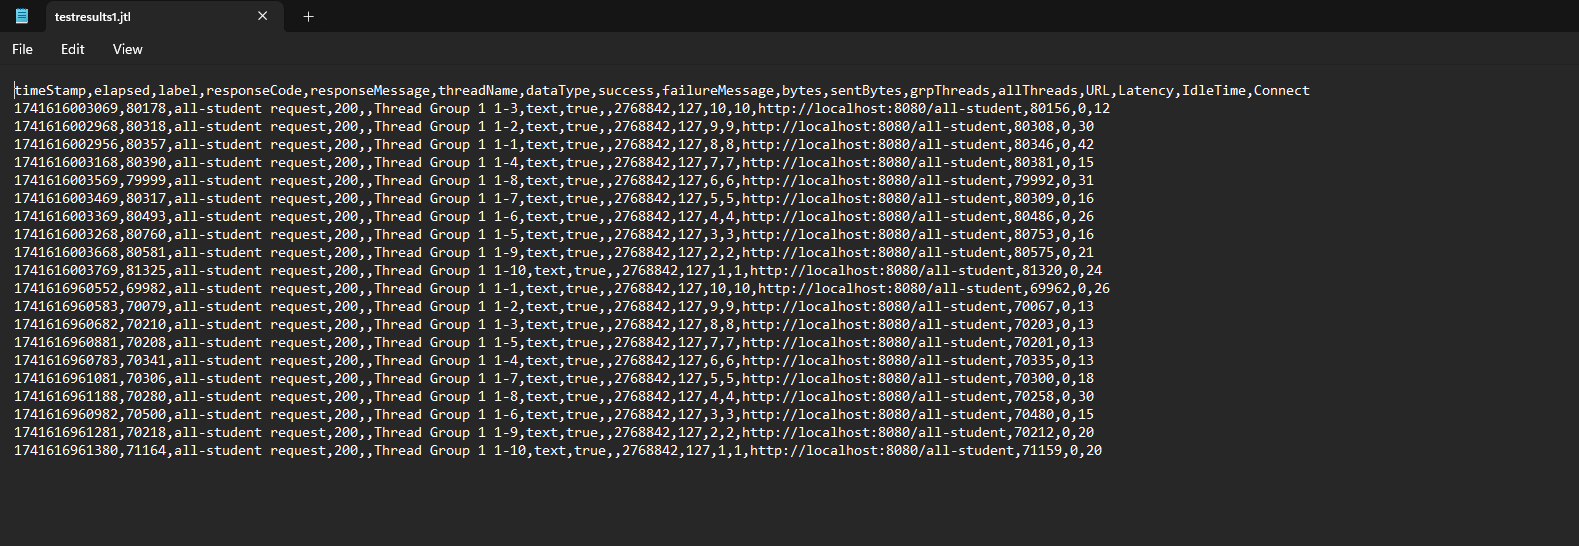 testresults1.jtl
File Edit View
timeStamp,elapsed,label,responseCode,responseMessage,threadName,dataType,success,failureMessage,bytes,sentBytes,grpThreads,allThreads,URL,Latency,IdleTime,Connect
1741616003069,80178,all-student request,200,,Thread Group 1 1-3,text,true,,2768842,127,10,10,http://localhost:8080/all-student,80156,0,12
1741616002968,80318,all-student request,200,,Thread Group 1 1-2,text,true,,2768842,127,9,9,http://localhost:8080/all-student,80308,0,30
1741616002956,80357,all-student request,200,,Thread Group 1 1-1,text,true,,2768842,127,8,8,http://localhost:8080/all-student,80346,0,42
1741616003168,80390,all-student request,200,,Thread Group 1 1-4,text,true,,2768842,127,7,7,http://localhost:8080/all-student,80381,0,15
1741616003569,79999,all-student request,200,,Thread Group 1 1-8,text,true,,2768842,127,6,6,http://localhost:8080/all-student,79992,0,31
1741616003469,80317,all-student request,200,,Thread Group 1 1-7,text,true,,2768842,127,5,5,http://localhost:8080/all-student,80309,0,16
1741616003369,80493,all-student request,200,,Thread Group 1 1-6,text,true,,2768842,127,4,4,http://localhost:8080/all-student,80486,0,26
1741616003268,80760,all-student request,200,,Thread Group 1 1-5,text,true,,2768842,127,3,3,http://localhost:8080/all-student,80753,0,16
1741616003668,80581,all-student request,200,,Thread Group 1 1-9,text,true,,2768842,127,2,2,http://localhost:8080/all-student,80575,0,21
1741616003769,81325,all-student request,200,,Thread Group 1 1-10,text,true,,2768842,127,1,1,http://localhost:8080/all-student,81320,0,24
1741616960552,69982,all-student request,200,,Thread Group 1 1-1,text,true,,2768842,127,10,10,http://localhost:8080/all-student,69962,0,26
1741616960583,70079,all-student request,200,,Thread Group 1 1-2,text,true,,2768842,127,9,9,http://localhost:8080/all-student,70067,0,13
1741616960682,70210,all-student request,200,,Thread Group 1 1-3,text,true,,2768842,127,8,8,http://localhost:8080/all-student,70203,0,13
1741616960881,70208,all-student request,200,,Thread Group 1 1-5,text,true,,2768842,127,7,7,http://localhost:8080/all-student,70201,0,13
1741616960783,70341,all-student request,200,,Thread Group 1 1-4,text,true,,2768842,127,6,6,http://localhost:8080/all-student,70335,0,13
1741616961081,70306,all-student request,200,,Thread Group 1 1-7,text,true,,2768842,127,5,5,http://localhost:8080/all-student,70300,0,18
1741616961188,70280,all-student request,200,,Thread Group 1 1-8,text,true,,2768842,127,4,4,http://localhost:8080/all-student,70258,0,30
1741616960982,70500,all-student request,200,,Thread Group 1 1-6,text,true,,2768842,127,3,3,http://localhost:8080/all-student,70480,0,15
1741616961281,70218,all-student request,200,,Thread Group 1 1-9,text,true,,2768842,127,2,2,http://localhost:8080/all-student,70212,0,20
1741616961380,71164,all-student request,200,,Thread Group 1 1-10,text,true,,2768842,127,1,1,http://localhost:8080/all-student,71159,0,20